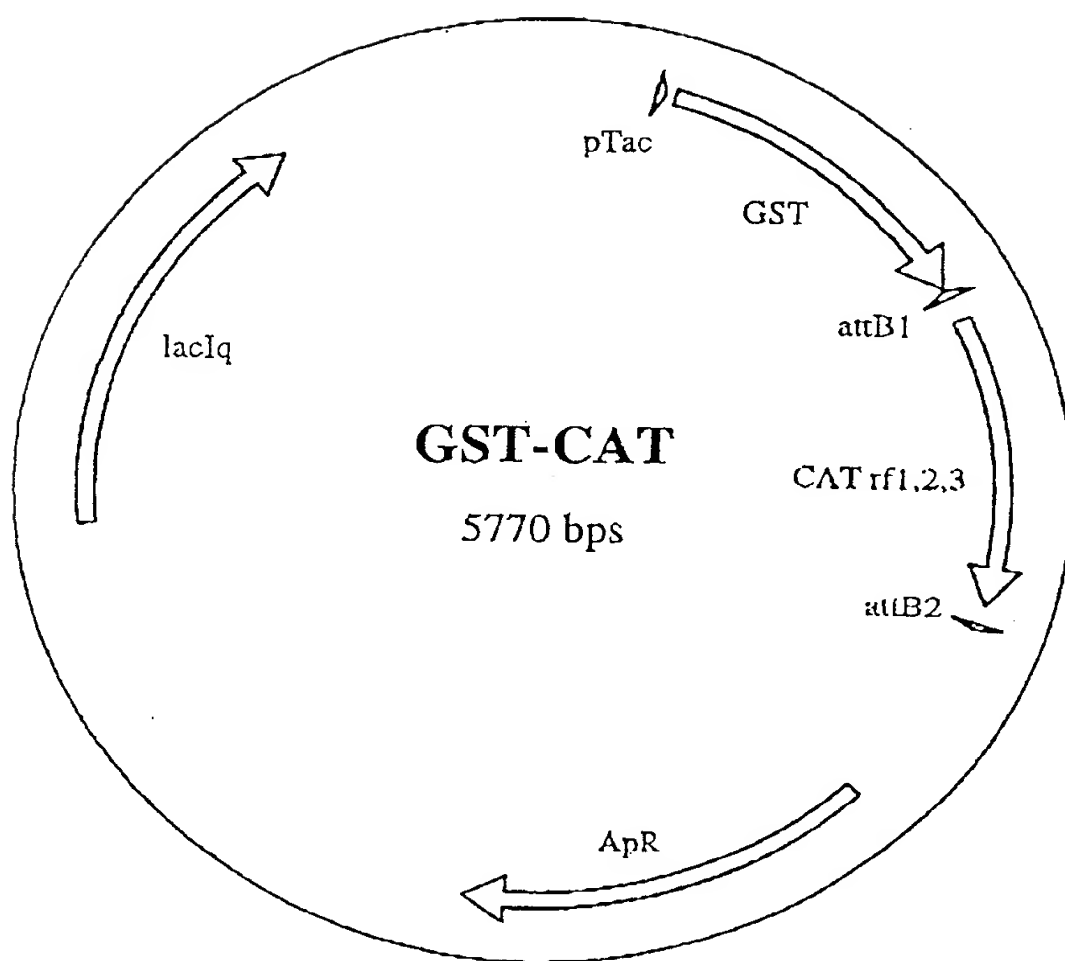 pTac
GST
attB1
lacIq
GST-CAT
5770 bps
CAT rf1,2,3
attB2
ApR